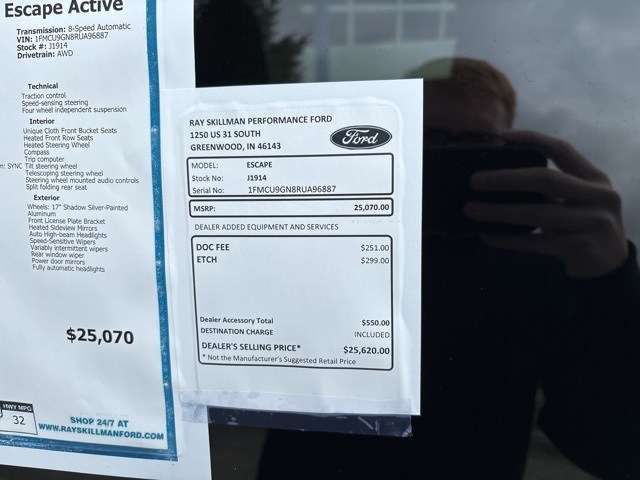 Escape Active
Transmission: 8-Speed Automatic
VIN: 1FMCU9GN8RUA96887
Stock #: J1914
Drivetrain: AWD
Technical
Traction control
Speed-sensing steering
Four wheel independent suspension
Interior
Unique Cloth Front Bucket Seats
Heated Front Row Seats
Heated Steering Wheel
Compass
Trip computer
m: SYNC Tilt steering wheel
Telescoping steering wheel
Steering wheel mounted audio controls
Split folding rear seat
Exterior
Wheels: 17" Shadow Silver-Painted
Aluminum
Front License Plate Bracket
Heated Sideview Mirrors
Auto High-beam Headlights
Speed-Sensitive Wipers
Variably intermittent wipers
Rear window wiper
Power door mirrors
Fully automatic headlights
$25,070
HWY MPG
32
SHOP 24/7 AT
WWW.RAYSKILLMANFORD.COM
RAY SKILLMAN PERFORMANCE FORD
1250 US 31 SOUTH
GREENWOOD, IN 46143
Ford
MODEL: ESCAPE
Stock No: J1914
Serial No: 1FMCU9GN8RUA96887
MSRP: 25,070.00
DEALER ADDED EQUIPMENT AND SERVICES
DOC FEE $251.00
ETCH $299.00
Dealer Accessory Total $550.00
DESTINATION CHARGE INCLUDED
DEALER'S SELLING PRICE* $25,620.00
* Not the Manufacturer's Suggested Retail Price